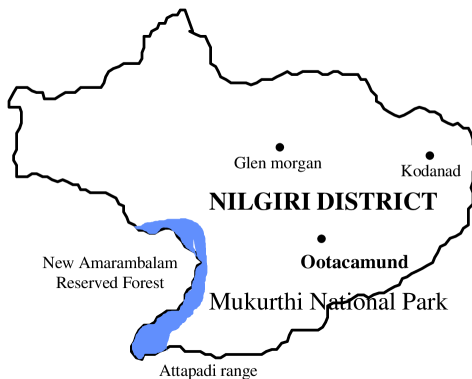 Glen morgan
Kodanad
NILGIRI DISTRICT
Ootacamund
New Amarambalam
Reserved Forest
Mukurthi National Park
Attapadi range